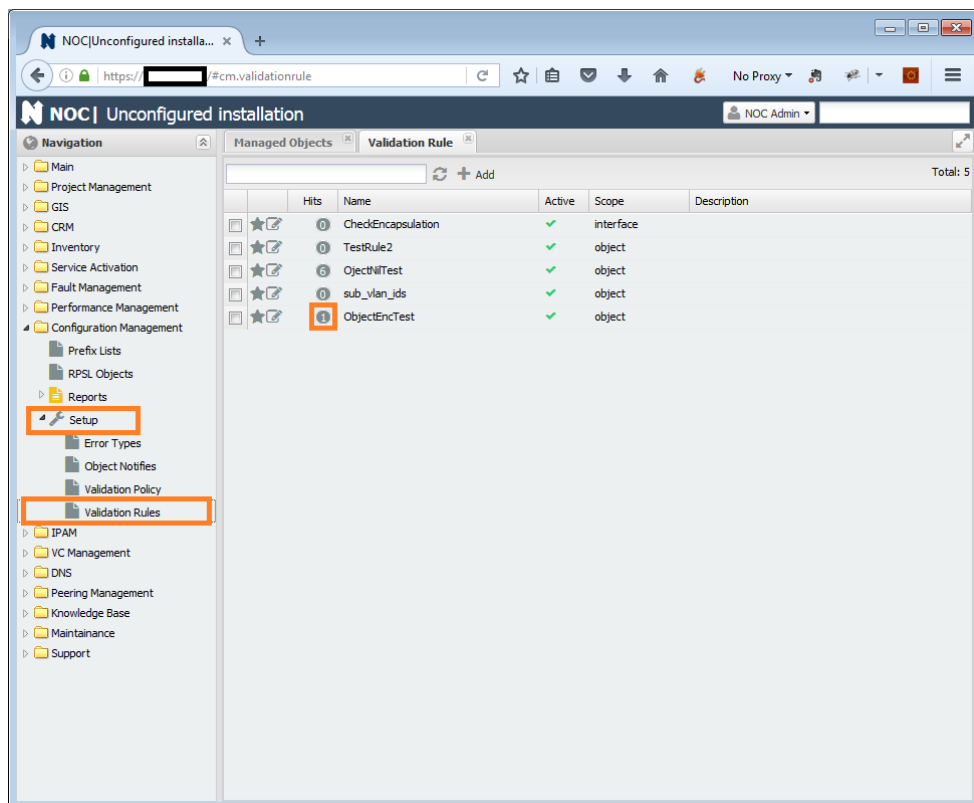 NOC|Unconfigured installa...
https:// /#cm.validationrule
No Proxy
NOC| Unconfigured installation
NOC Admin
Navigation
Managed Objects
Validation Rule
Main
Project Management
GIS
CRM
Inventory
Service Activation
Fault Management
Performance Management
Configuration Management
Prefix Lists
RPSL Objects
Reports
Setup
Error Types
Object Notifies
Validation Policy
Validation Rules
IPAM
VC Management
DNS
Peering Management
Knowledge Base
Maintainance
Support
Add
Total: 5
Hits Name Active Scope Description
0 CheckEncapsulation interface
0 TestRule2 object
6 OjectNilTest object
0 sub_vlan_ids object
1 ObjectEncTest object